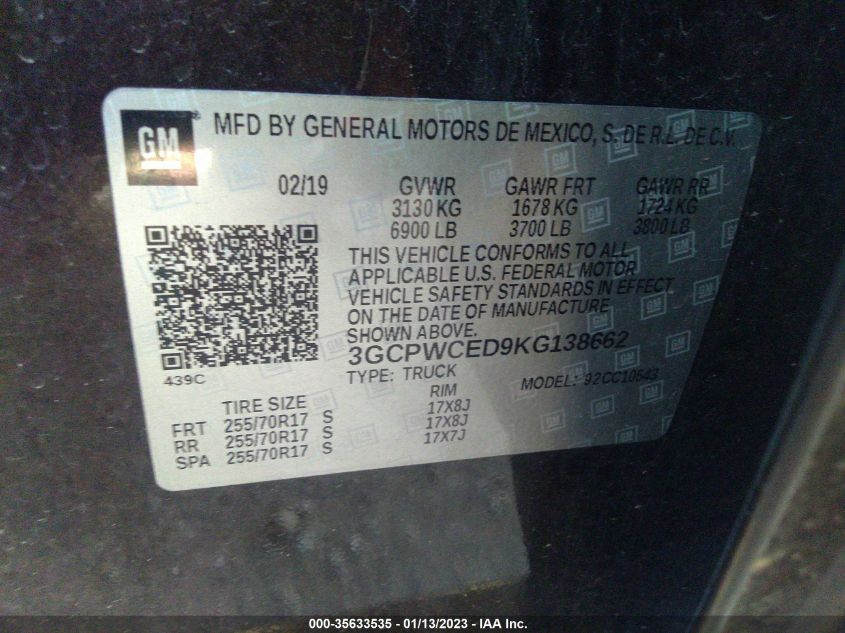 GM
MFD BY GENERAL MOTORS DE MEXICO, S. DE R.L. DE C.V.
02/19 GVWR GAWR FRT GAWR RR
3130 KG 1678 KG 1724 KG
6900 LB 3700 LB 3800 LB
THIS VEHICLE CONFORMS TO ALL
APPLICABLE U.S. FEDERAL MOTOR
VEHICLE SAFETY STANDARDS IN EFFECT
ON THE DATE OF MANUFACTURE
SHOWN ABOVE.
3GCPWCED9KG138662
439C
TYPE: TRUCK MODEL: 92CC10543
TIRE SIZE RIM
FRT 255/70R17 S 17X8J
RR 255/70R17 S 17X8J
SPA 255/70R17 S 17X7J
000-35633535 - 01/13/2023 - IAA Inc.